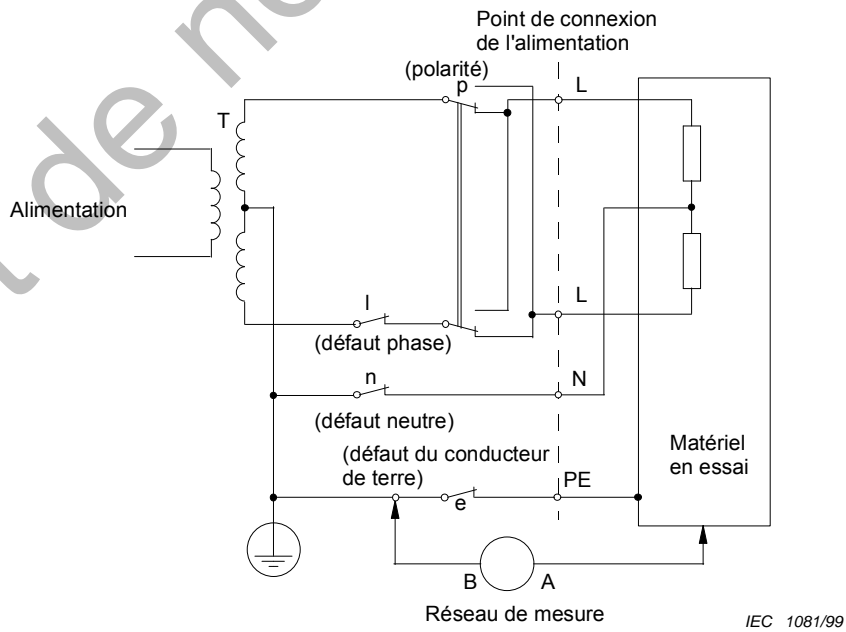 Point de connexion
de l'alimentation
(polarité)
p
L
T
Alimentation
l
L
(défaut phase)
n
N
(défaut neutre)
(défaut du conducteur
de terre)
e
PE
Matériel
en essai
B
A
Réseau de mesure
IEC 1081/99